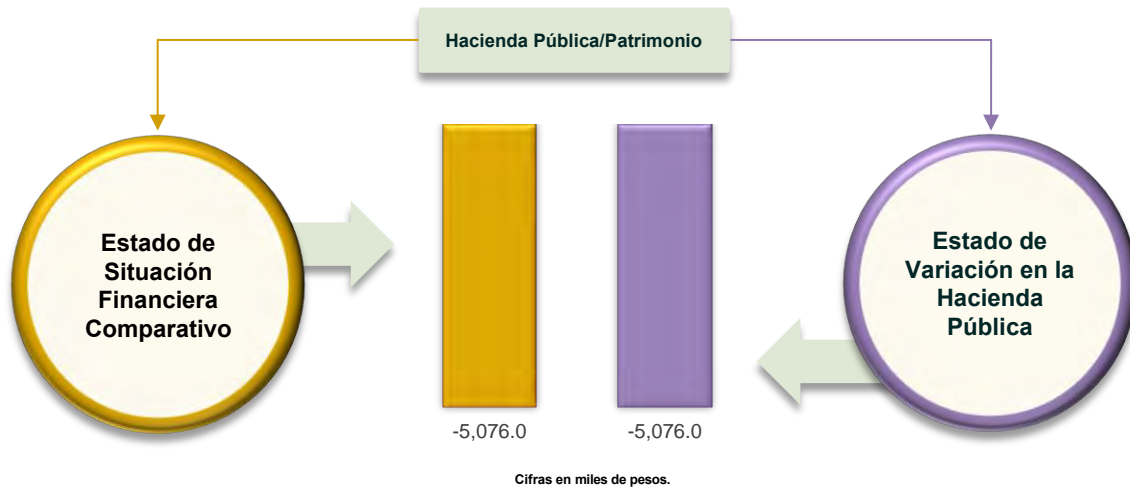 Hacienda Pública/Patrimonio
Estado de
Situación
Financiera
Comparativo
Estado de
Variación en la
Hacienda
Pública
-5,076.0
-5,076.0
Cifras en miles de pesos.